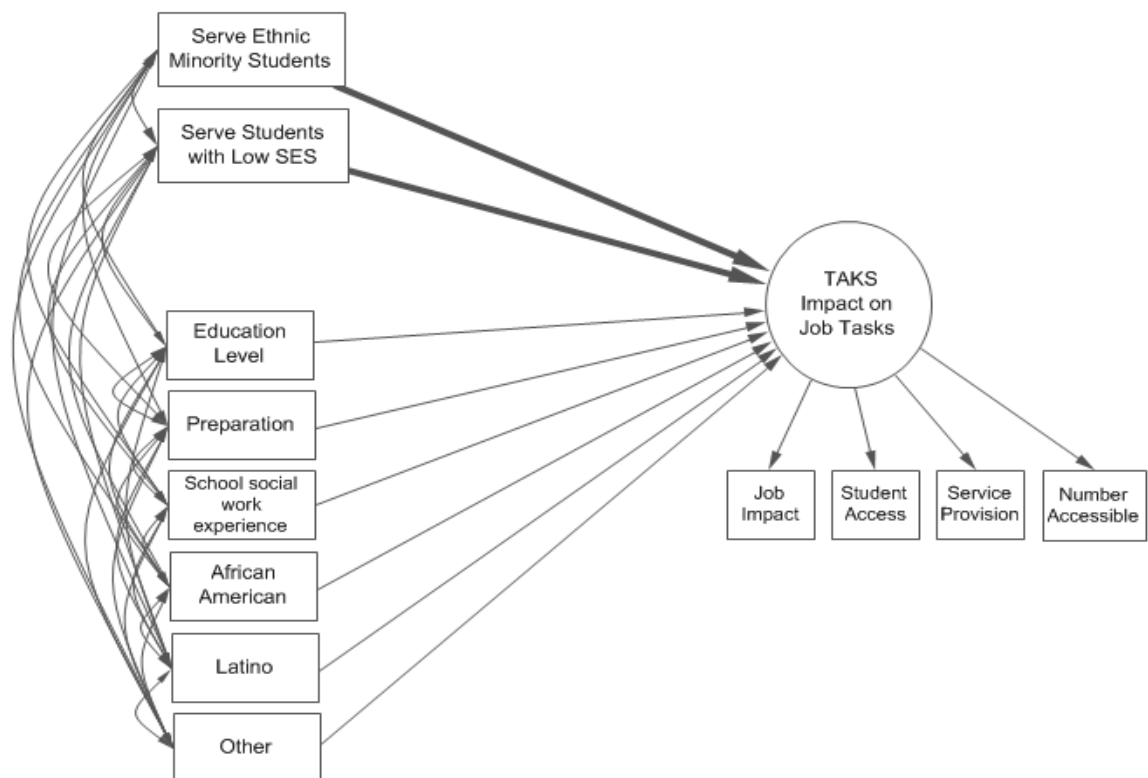 Serve Ethnic
Minority Students
Serve Students
with Low SES
TAKS
Impact on
Job Tasks
Education
Level
Preparation
School social
work
experience
African
American
Latino
Other
Job
Impact
Student
Access
Service
Provision
Number
Accessible